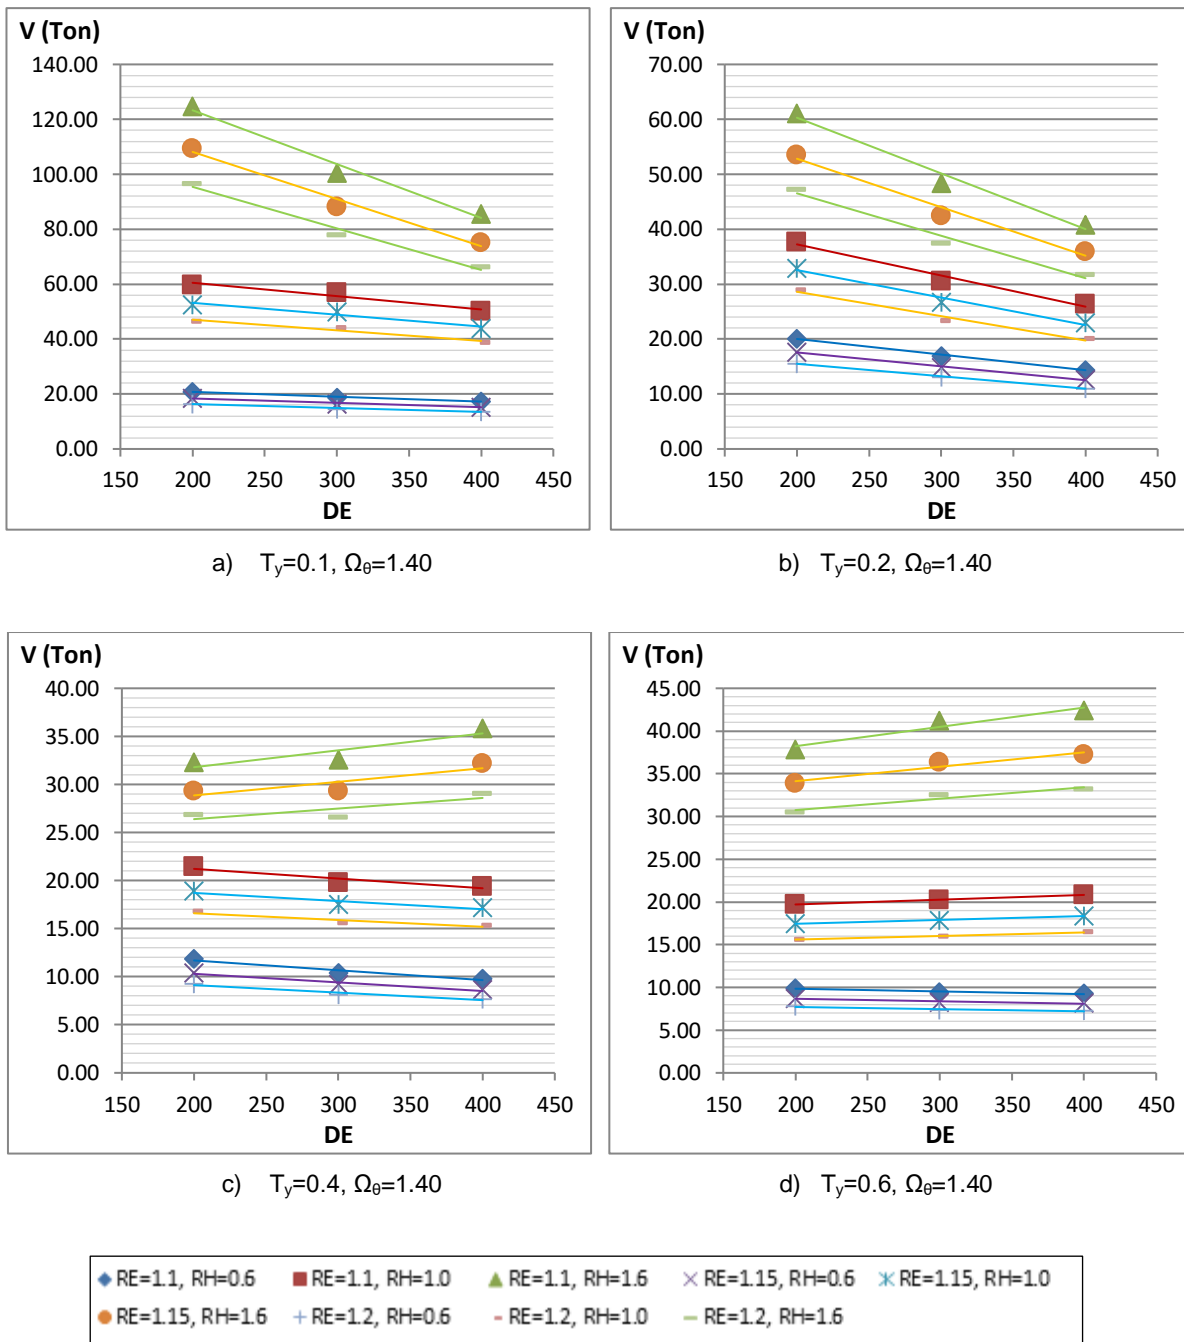 V (Ton)
140.00
120.00
100.00
80.00
60.00
40.00
20.00
0.00
150 200 250 300 350 400 450
DE
a) Ty=0.1, Ωθ=1.40
V (Ton)
70.00
60.00
50.00
40.00
30.00
20.00
10.00
0.00
150 200 250 300 350 400 450
DE
b) Ty=0.2, Ωθ=1.40
V (Ton)
40.00
35.00
30.00
25.00
20.00
15.00
10.00
5.00
0.00
150 200 250 300 350 400 450
DE
c) Ty=0.4, Ωθ=1.40
V (Ton)
45.00
40.00
35.00
30.00
25.00
20.00
15.00
10.00
5.00
0.00
150 200 250 300 350 400 450
DE
d) Ty=0.6, Ωθ=1.40
RE=1.1, RH=0.6 RE=1.1, RH=1.0 RE=1.1, RH=1.6 RE=1.15, RH=0.6 RE=1.15, RH=1.0
RE=1.15, RH=1.6 RE=1.2, RH=0.6 RE=1.2, RH=1.0 RE=1.2, RH=1.6